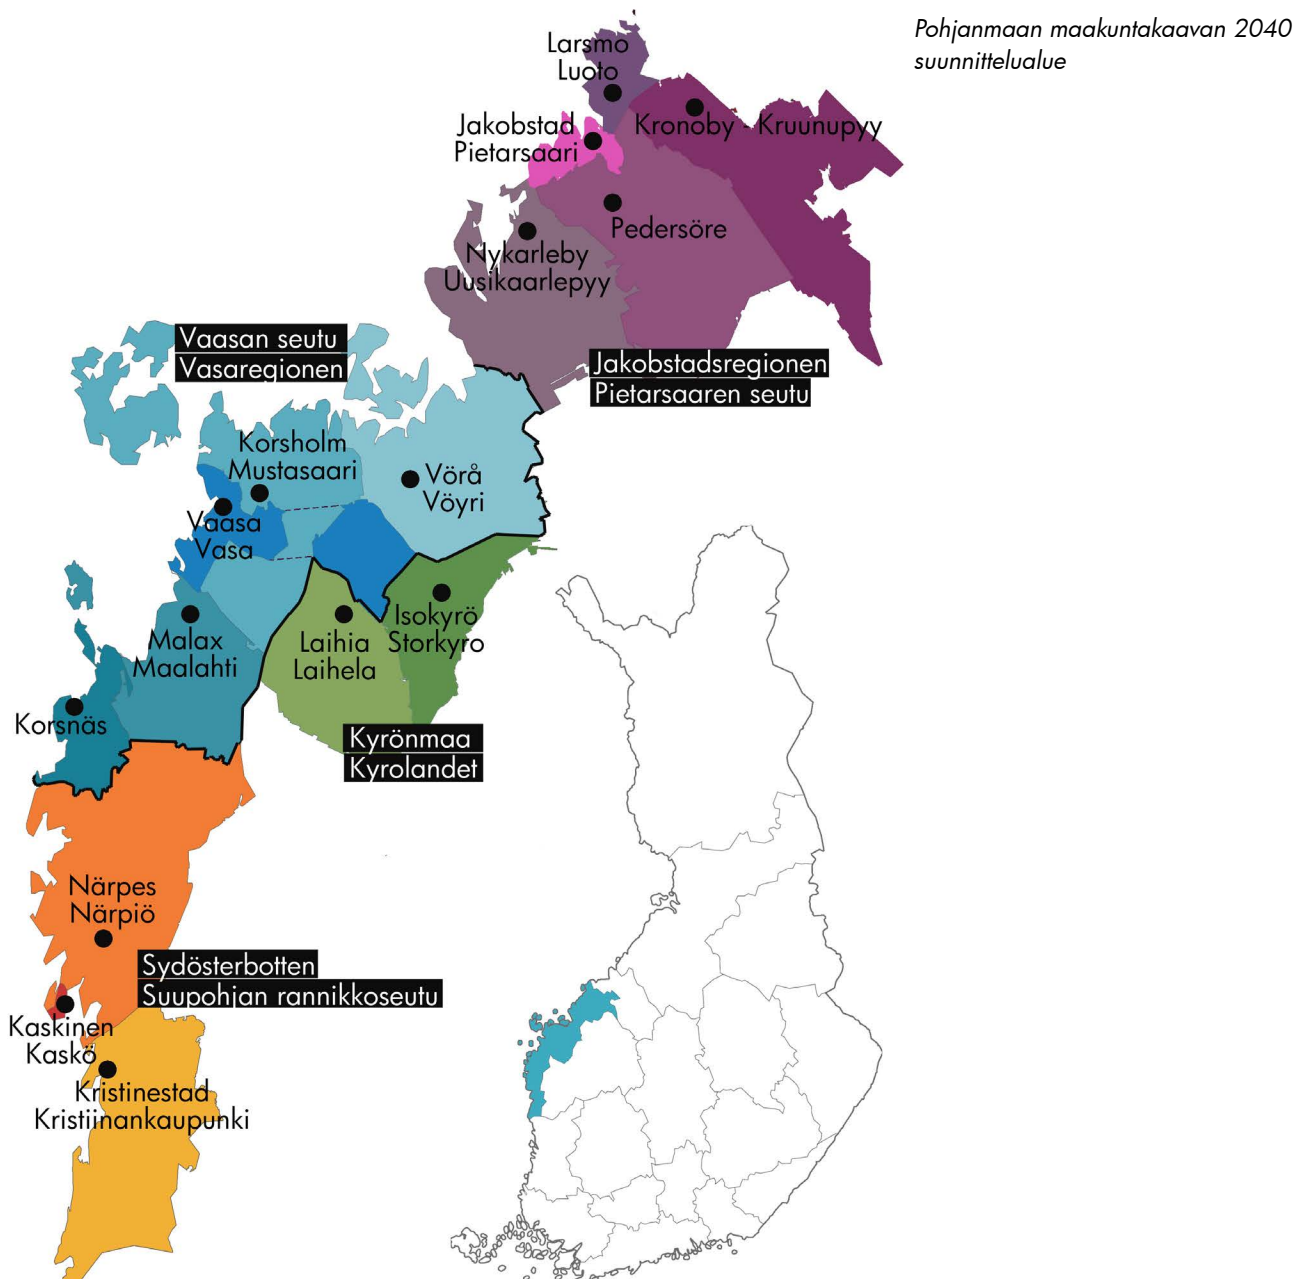 Pohjanmaan maakuntakaavan 2040
suunnittelualue
Larsmo
Luoto
Jakobstad
Pietarsaari
Kronoby - Kruunupyy
Pedersöre
Nykarleby
Uusikaarlepyy
Vaasan seutu
Vasaregionen
Jakobstadsregionen
Pietarsaaren seutu
Korsholm
Mustasaari
Vörå
Vöyri
Vaasa
Vasa
Isokyrö
Storkyro
Malax
Maalahti
Laihia
Laihela
Korsnäs
Kyrönmaa
Kyrolandet
Närpes
Närpiö
Sydösterbotten
Suupohjan rannikkoseutu
Kaskinen
Kaskö
Kristinestad
Kristiinankaupunki